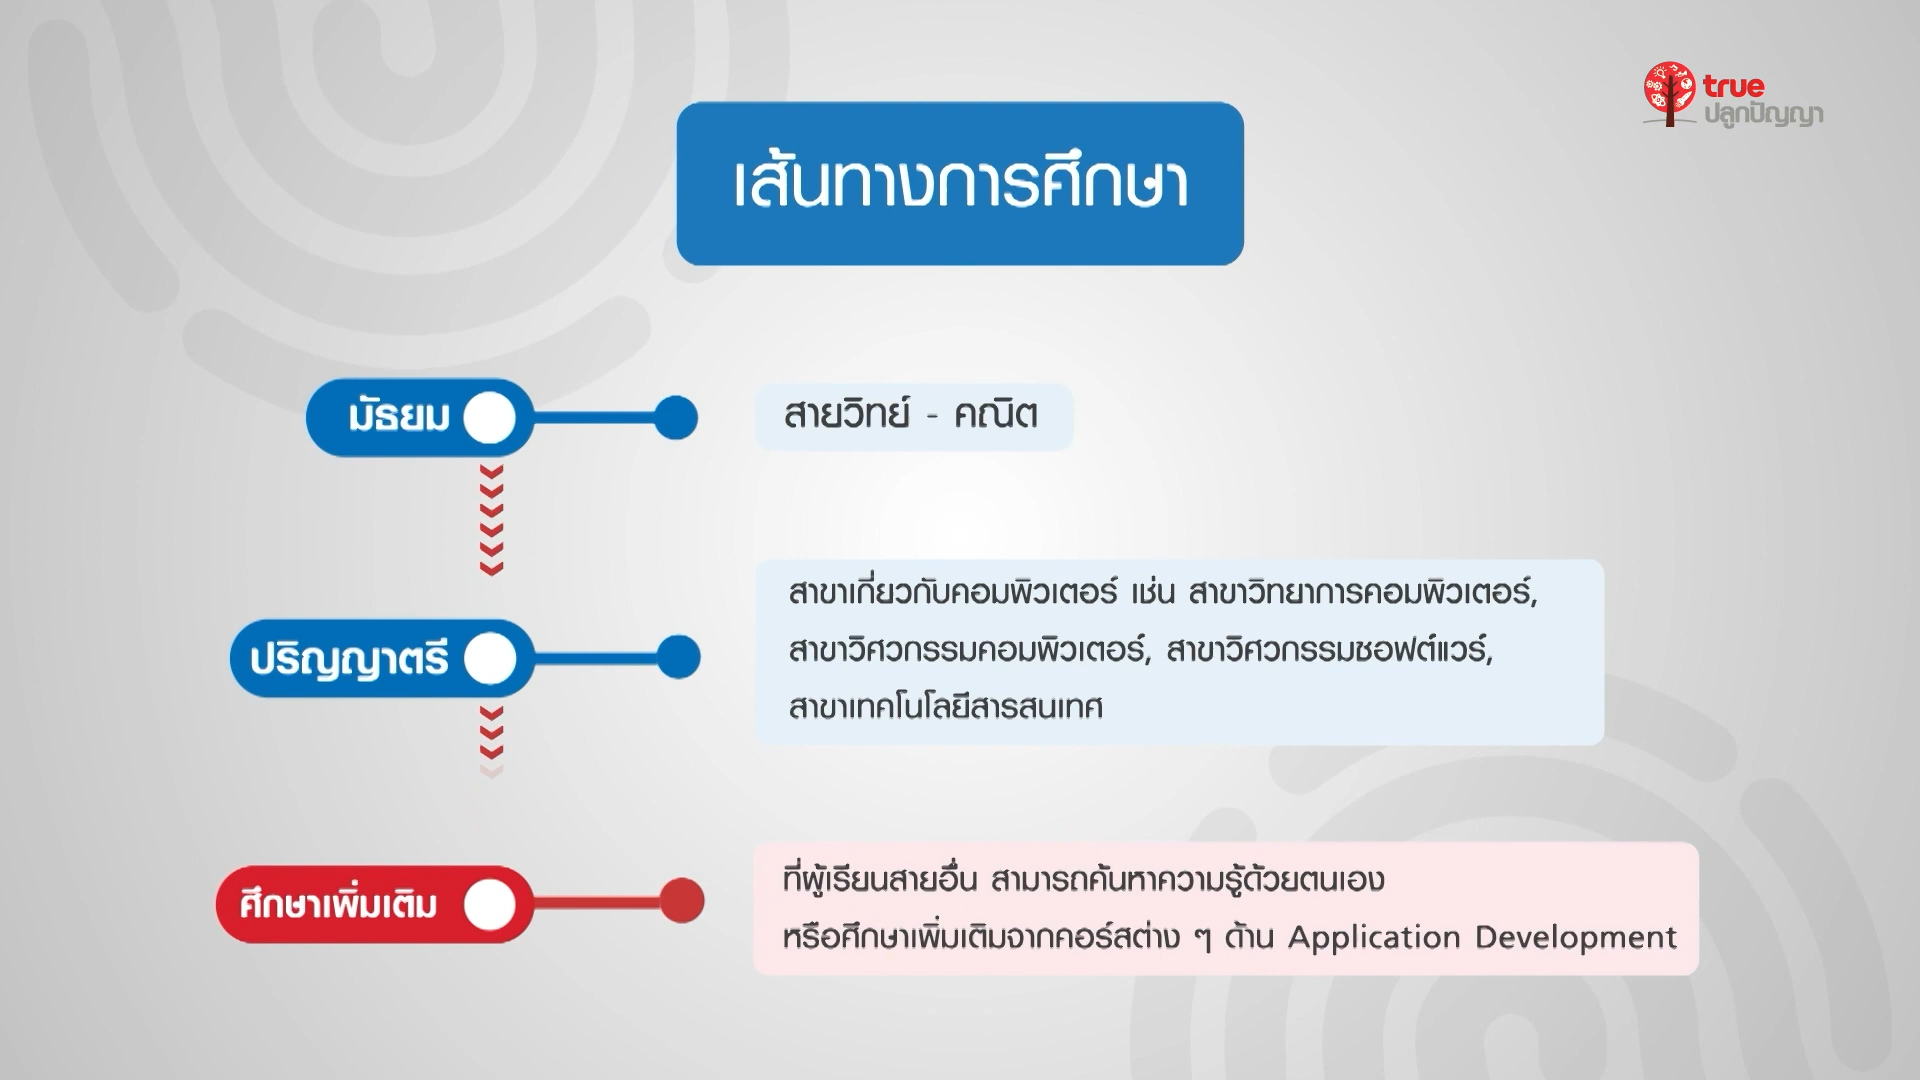 true
ปลูกปัญญา
เส้นทางการศึกษา
มัธยม
สายวิทย์ - คณิต
ปริญญาตรี
สาขาเกี่ยวกับคอมพิวเตอร์ เช่น สาขาวิทยาการคอมพิวเตอร์,
สาขาวิศวกรรมคอมพิวเตอร์, สาขาวิศวกรรมซอฟต์แวร์,
สาขาเทคโนโลยีสารสนเทศ
ศึกษาเพิ่มเติม
ที่ผู้เรียนสายอื่น สามารถค้นหาความรู้ด้วยตนเอง
หรือศึกษาเพิ่มเติมจากคอร์สต่าง ๆ ด้าน Application Development